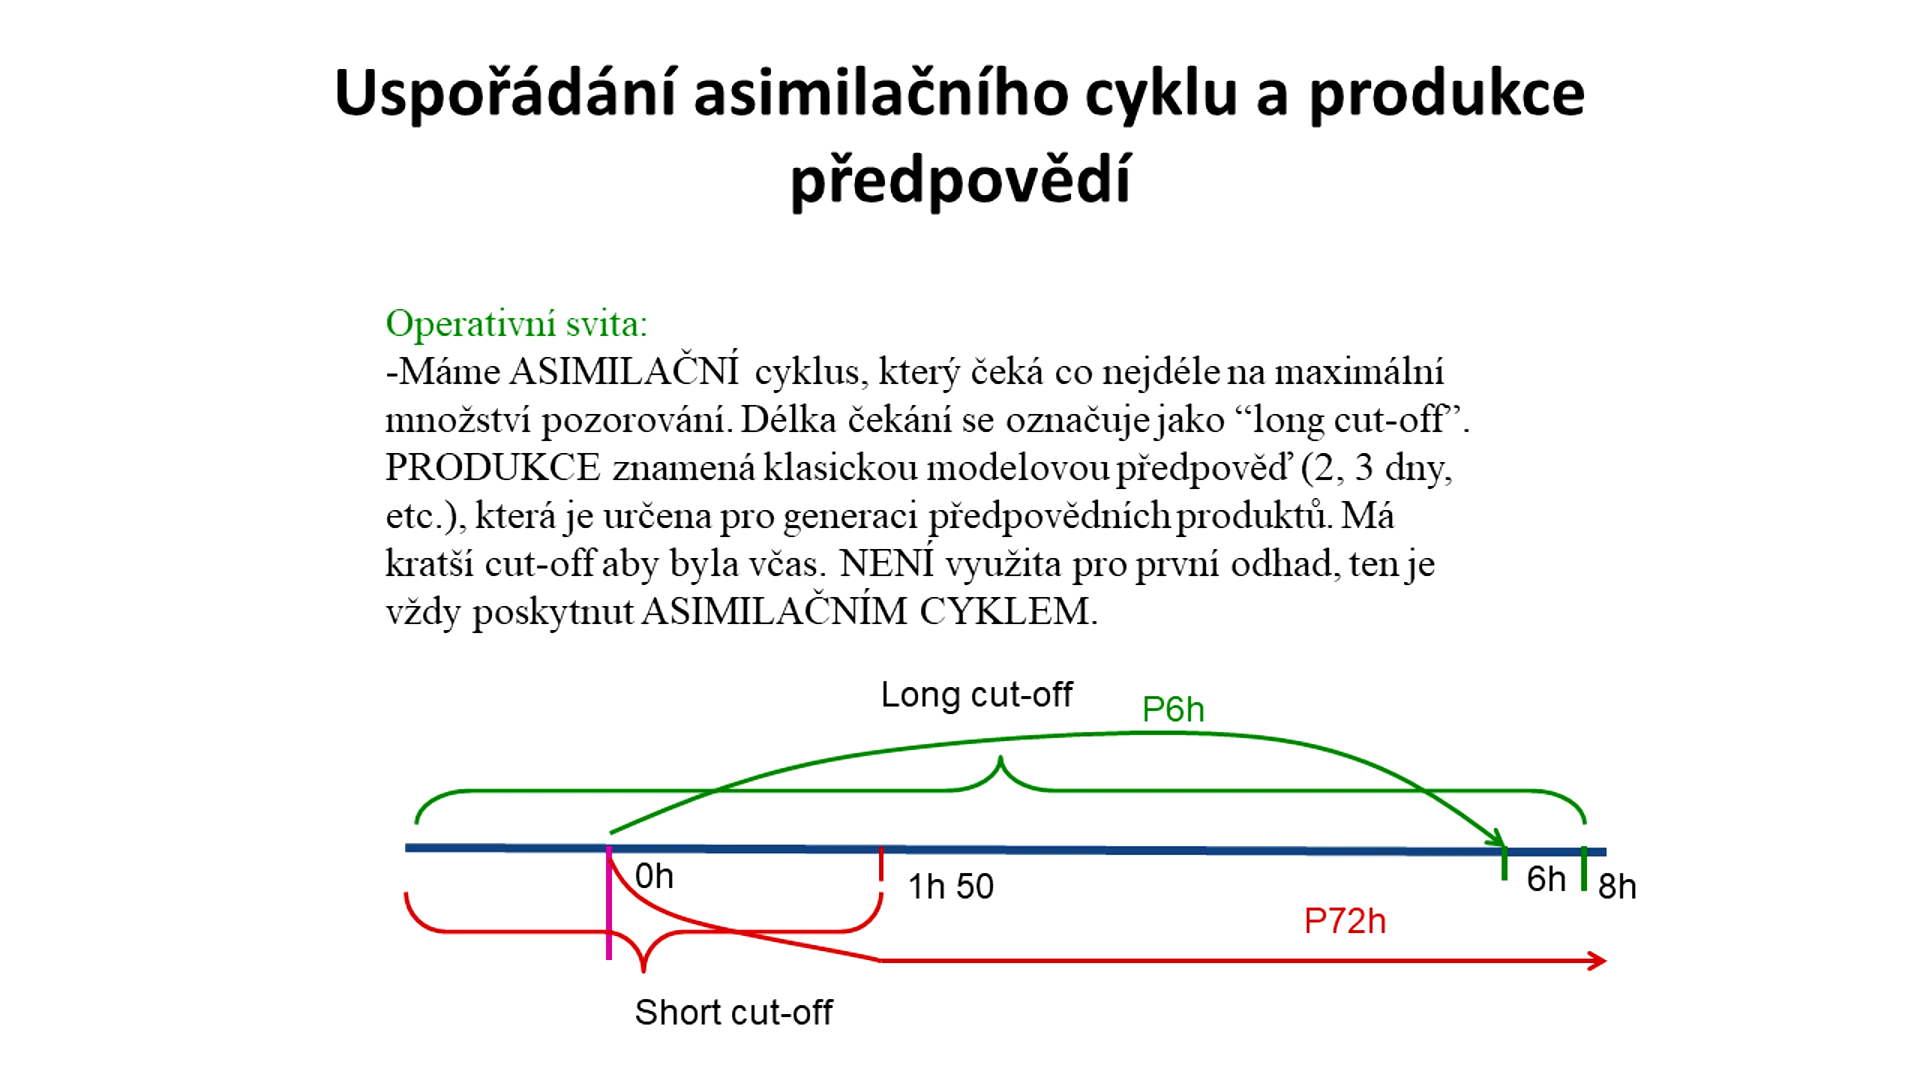 Uspořádání asimilačního cyklu a produkce
předpovědí
Operativní svita:
-Máme ASIMILAČNÍ cyklus, který čeká co nejdéle na maximální
množství pozorování. Délka čekání se označuje jako “long cut-off”.
PRODUKCE znamená klasickou modelovou předpověď (2, 3 dny,
etc.), která je určena pro generaci předpovědních produktů. Má
kratší cut-off aby byla včas. NENÍ využita pro první odhad, ten je
vždy poskytnut ASIMILAČNÍM CYKLEM.
Long cut-off
P6h
0h
1h 50
6h
8h
P72h
Short cut-off